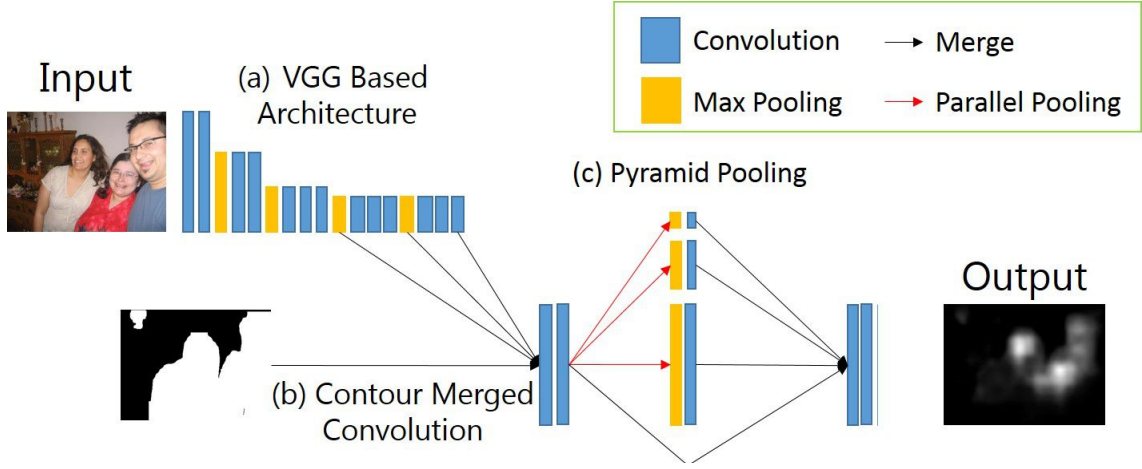 Input
(a) VGG Based
Architecture
Convolution
Merge
Max Pooling
Parallel Pooling
(c) Pyramid Pooling
(b) Contour Merged
Convolution
Output